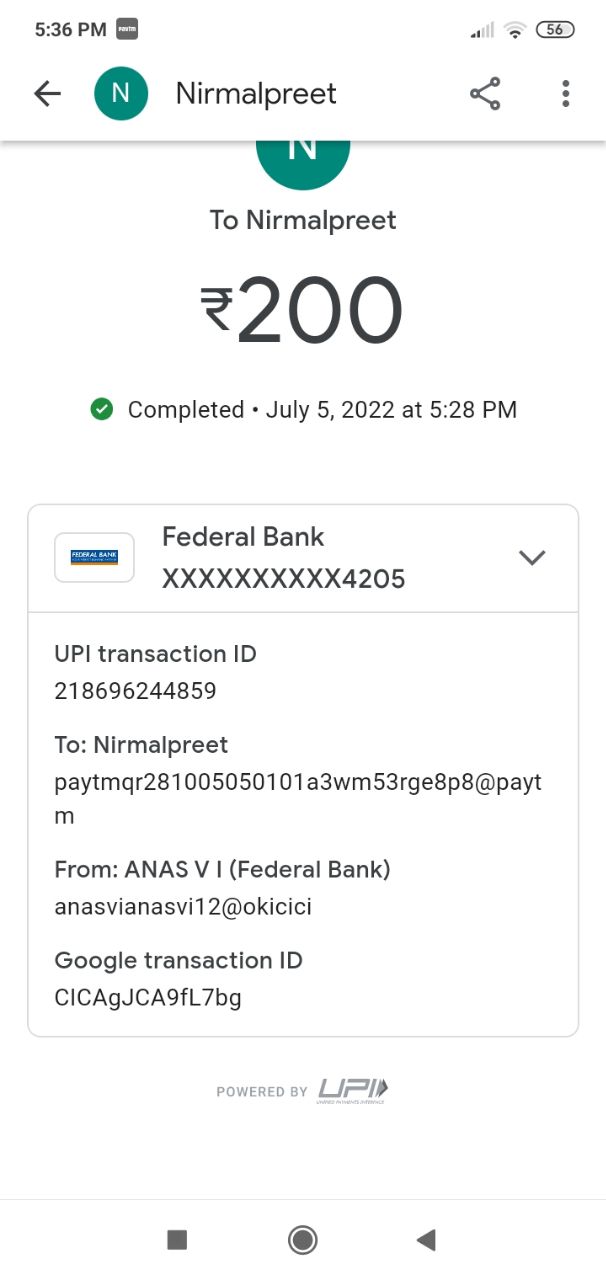 5:36 PM paytm 56
N Nirmalpreet
N
To Nirmalpreet
₹200
Completed • July 5, 2022 at 5:28 PM
FEDERAL BANK
Federal Bank
XXXXXXXXXX4205
UPI transaction ID
218696244859
To: Nirmalpreet
paytmqr281005050101a3wm53rge8p8@payt
m
From: ANAS V I (Federal Bank)
anasvianasvi12@okicici
Google transaction ID
CICAgJCA9fL7bg
POWERED BY UPI
UNIFIED PAYMENTS INTERFACE